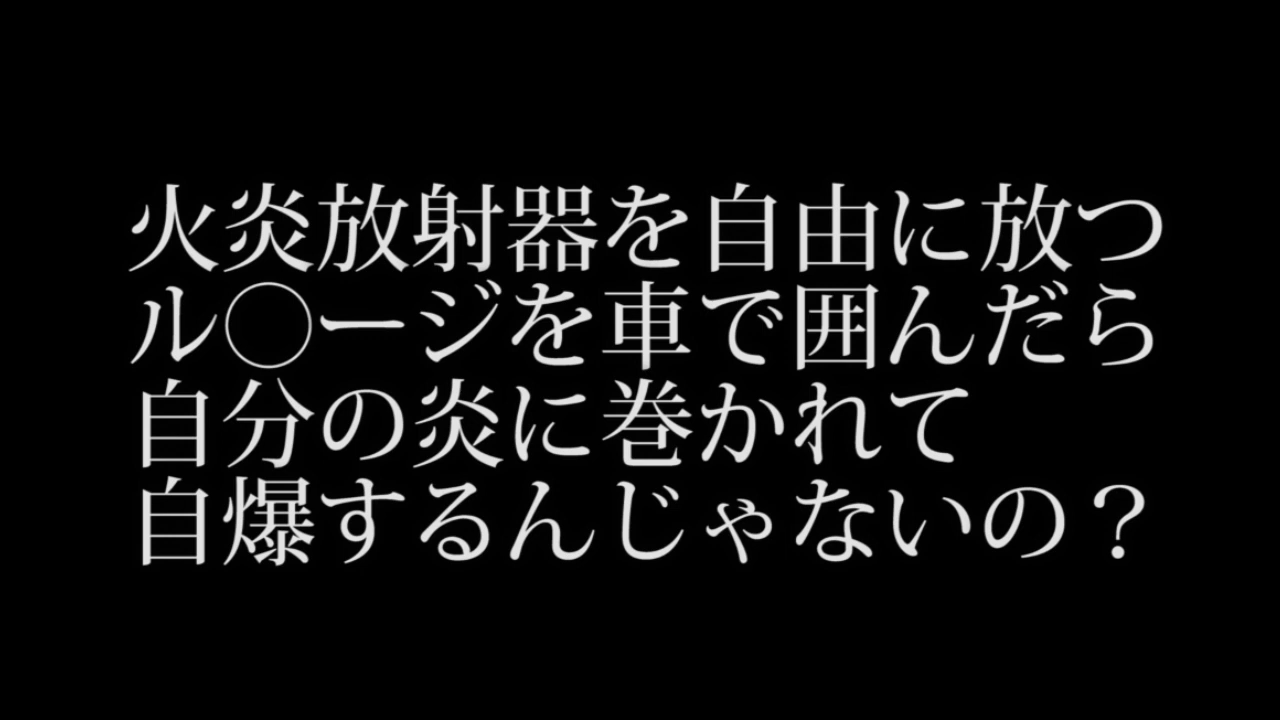 火炎放射器を自由に放つ
ル◯ージを車で囲んだら
自分の炎に巻かれて
自爆するんじゃないの？